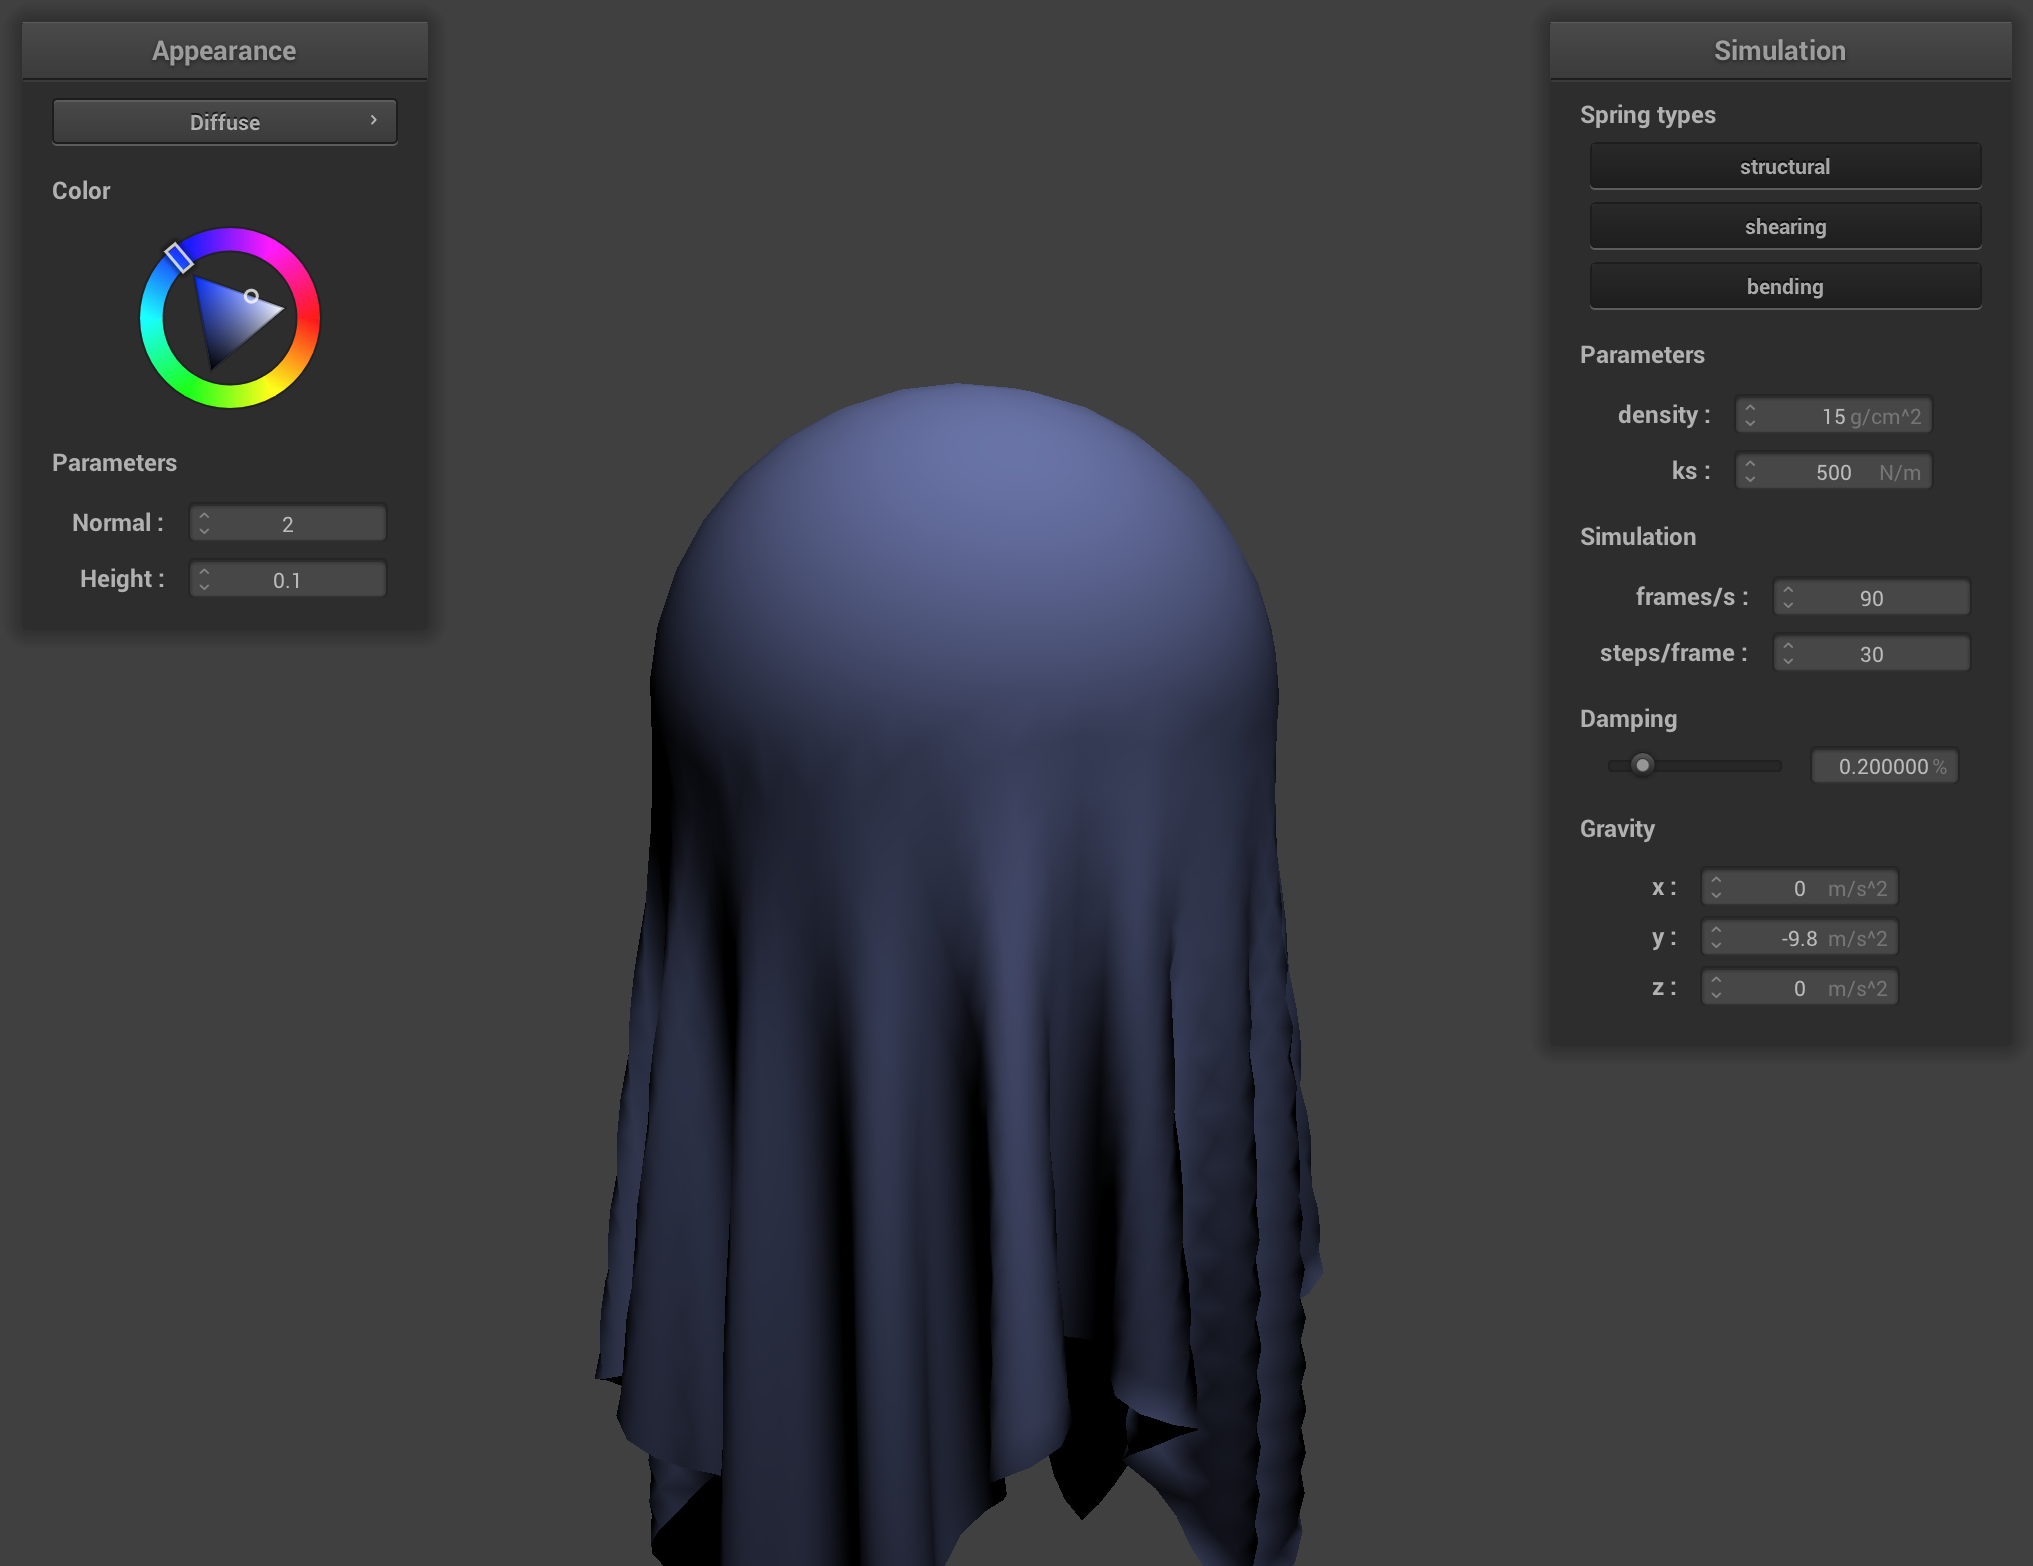 Appearance
Diffuse
Color
Parameters
Normal : 2
Height : 0.1
Simulation
Spring types
structural
shearing
bending
Parameters
density : 15 g/cm^2
ks : 500 N/m
Simulation
frames/s : 90
steps/frame : 30
Damping
0.200000 %
Gravity
x : 0 m/s^2
y : -9.8 m/s^2
z : 0 m/s^2